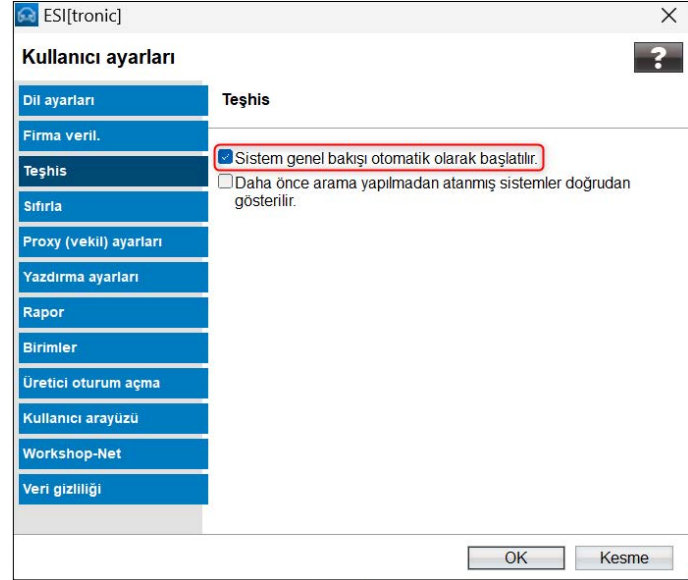 ESI[tronic]
Kullanıcı ayarları
?
Dil ayarları
Firma veril.
Teşhis
Sıfırla
Proxy (vekil) ayarları
Yazdırma ayarları
Rapor
Birimler
Üretici oturum açma
Kullanıcı arayüzü
Workshop-Net
Veri gizliliği
Teşhis
Sistem genel bakışı otomatik olarak başlatılır.
Daha önce arama yapılmadan atanmış sistemler doğrudan
gösterilir.
OK
Kesme